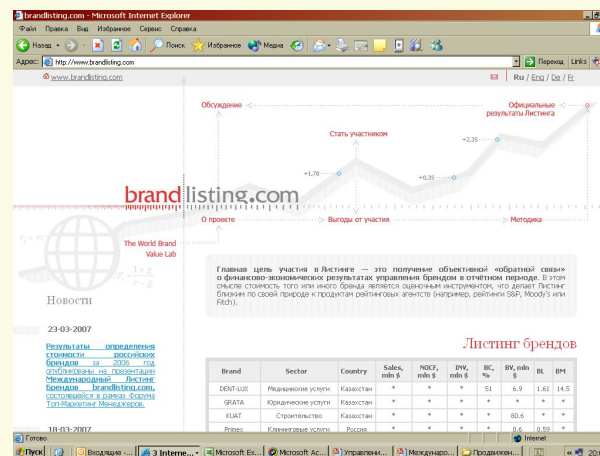 brandlisting.com - Microsoft Internet Explorer
Файл Правка Вид Избранное Сервис Справка
Назад Поиск Избранное Медиа
Адрес: http://www.brandlisting.com Переход Links
www.brandlisting.com Ru / Eng / De / Fr
Обсуждение Официальные
результаты Листинга
Стать участником
+2,35
+1,78 +0,35
brandlisting.com
О проекте Выгоды от участия Методика
The World Brand
Value Lab
Главная цель участия в Листинге — это получение объективной «обратной связи»
о финансово-экономических результатах управления брендом в отчётном периоде. В этом
смысле стоимость того или иного бренда является оценочным инструментом, что делает Листинг
близким по своей природе к продуктам рейтинговых агентств (например, рейтинги S&P, Moody's или
Fitch).
Новости
23-03-2007
Результаты определения
стоимости российских
брендов за 2006 год
опубликованы на презентации
Международный Листинг
брендов brandlisting.com,
состоявшейся в рамках Форума
Топ-Маркетинг Менеджеров.
18-03-2007
Листинг брендов
Brand Sector Country Sales, mln $ NOCF, mln $ INV, mln $ BC, % BV, mln $ BL BM
DENT-LUX Медицинские услуги Казахстан * * * 51 6.9 1.61 14.5
GRATA Юридические услуги Казахстан * * * * * * *
KUAT Строительство Казахстан * * * * 80.6 * *
Primex Клининговые услуги Россия * * * * 0.6 0.59 *
Готово Internet
Пуск Входящие -... 3 Interne... Microsoft Ex... Microsoft Ac... Управлени... Междунаро... Продвижен...